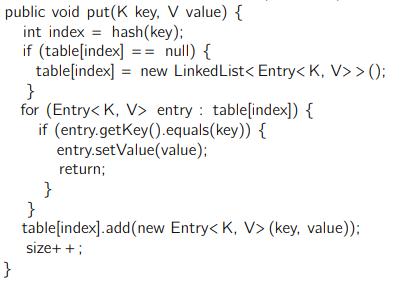 public void put(K key, V value) {
int index = hash(key);
if (table[index] == null) {
table[index] = new LinkedList<Entry<K, V>>();
}
for (Entry<K, V> entry : table[index]) {
if (entry.getKey().equals(key)) {
entry.setValue(value);
return;
}
}
table[index].add(new Entry<K, V>(key, value));
size++;
}